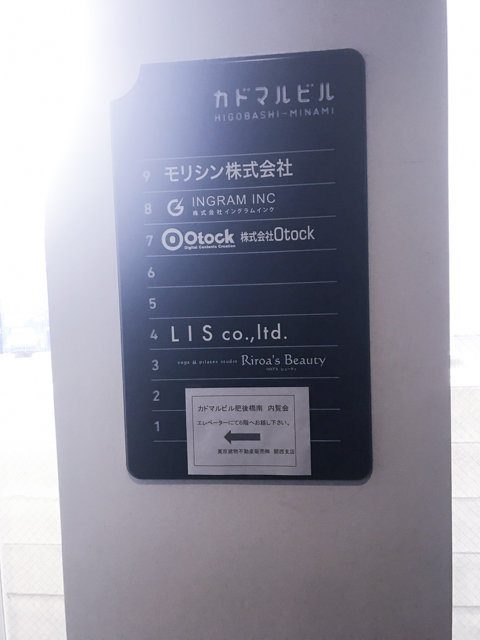 カドマルビル
HIGOBASHI-MINAMI
9 モリシン株式会社
8 INGRAM INC
株式会社イングラムインク
7 Otock 株式会社Otock
Digital Contents Creation
6
5
4 LIS co.,ltd.
3 yoga & pilates studio Riroa's Beauty
2
1
カドマルビル肥後橋南 内覧会
エレベーターにて6階へお越し下さい。
関西支店